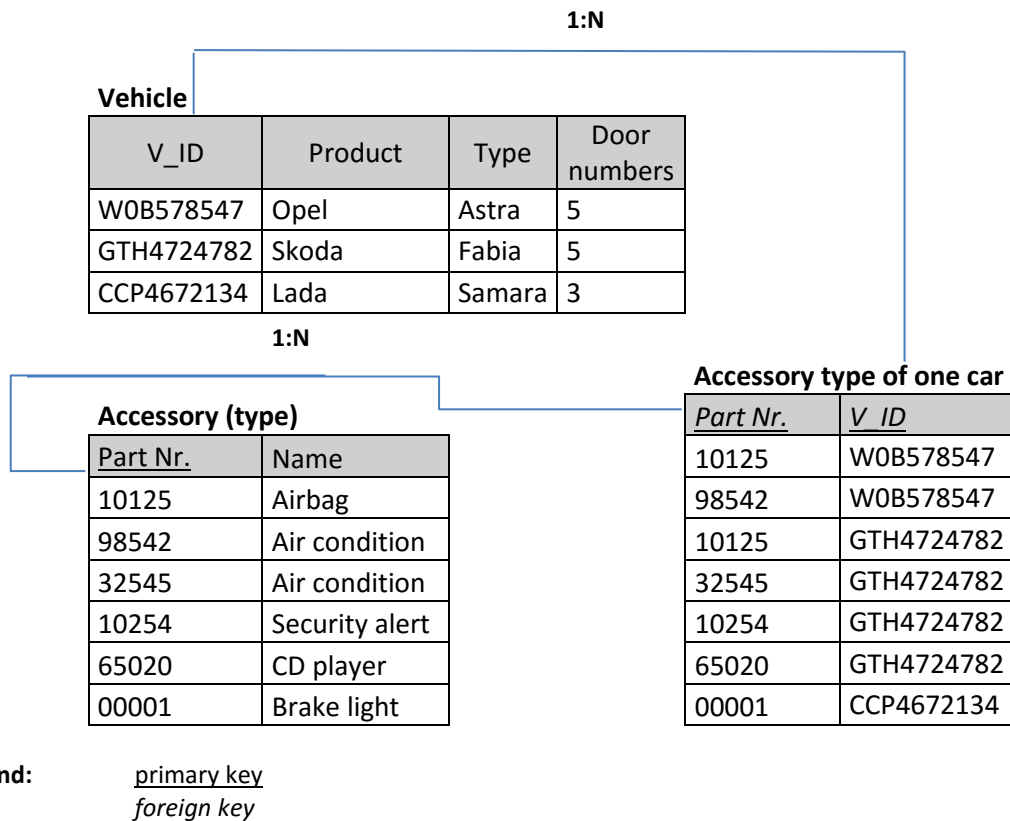 1:N
Vehicle
V_ID Product Type Door numbers
W0B578547 Opel Astra 5
GTH4724782 Skoda Fabia 5
CCP4672134 Lada Samara 3
1:N
Accessory (type)
Part Nr. Name
10125 Airbag
98542 Air condition
32545 Air condition
10254 Security alert
65020 CD player
00001 Brake light
Accessory type of one car
Part Nr. V_ID
10125 W0B578547
98542 W0B578547
10125 GTH4724782
32545 GTH4724782
10254 GTH4724782
65020 GTH4724782
00001 CCP4672134
nd: primary key
foreign key